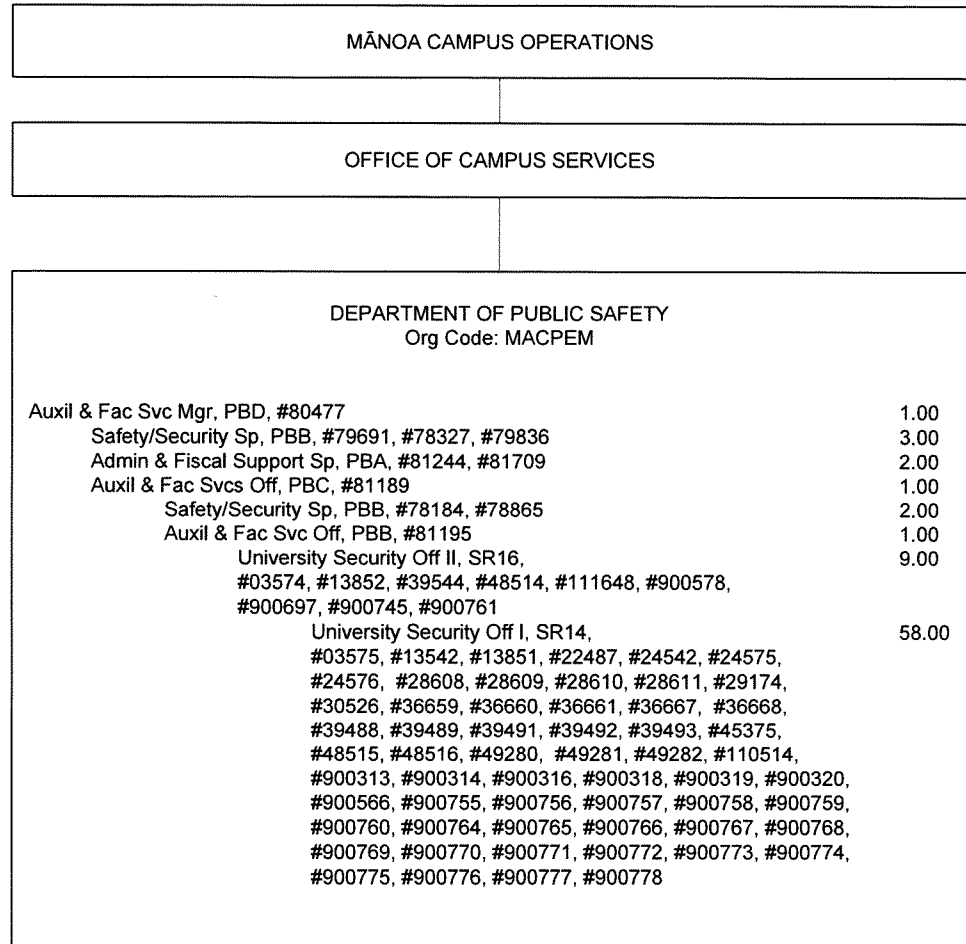 MĀNOA CAMPUS OPERATIONS
OFFICE OF CAMPUS SERVICES
DEPARTMENT OF PUBLIC SAFETY
Org Code: MACPEM
Auxil & Fac Svc Mgr, PBD, #80477 1.00
Safety/Security Sp, PBB, #79691, #78327, #79836 3.00
Admin & Fiscal Support Sp, PBA, #81244, #81709 2.00
Auxil & Fac Svcs Off, PBC, #81189 1.00
Safety/Security Sp, PBB, #78184, #78865 2.00
Auxil & Fac Svc Off, PBB, #81195 1.00
University Security Off II, SR16, 9.00
#03574, #13852, #39544, #48514, #111648, #900578,
#900697, #900745, #900761
University Security Off I, SR14, 58.00
#03575, #13542, #13851, #22487, #24542, #24575,
#24576, #28608, #28609, #28610, #28611, #29174,
#30526, #36659, #36660, #36661, #36667, #36668,
#39488, #39489, #39491, #39492, #39493, #45375,
#48515, #48516, #49280, #49281, #49282, #110514,
#900313, #900314, #900316, #900318, #900319, #900320,
#900566, #900755, #900756, #900757, #900758, #900759,
#900760, #900764, #900765, #900766, #900767, #900768,
#900769, #900770, #900771, #900772, #900773, #900774,
#900775, #900776, #900777, #900778